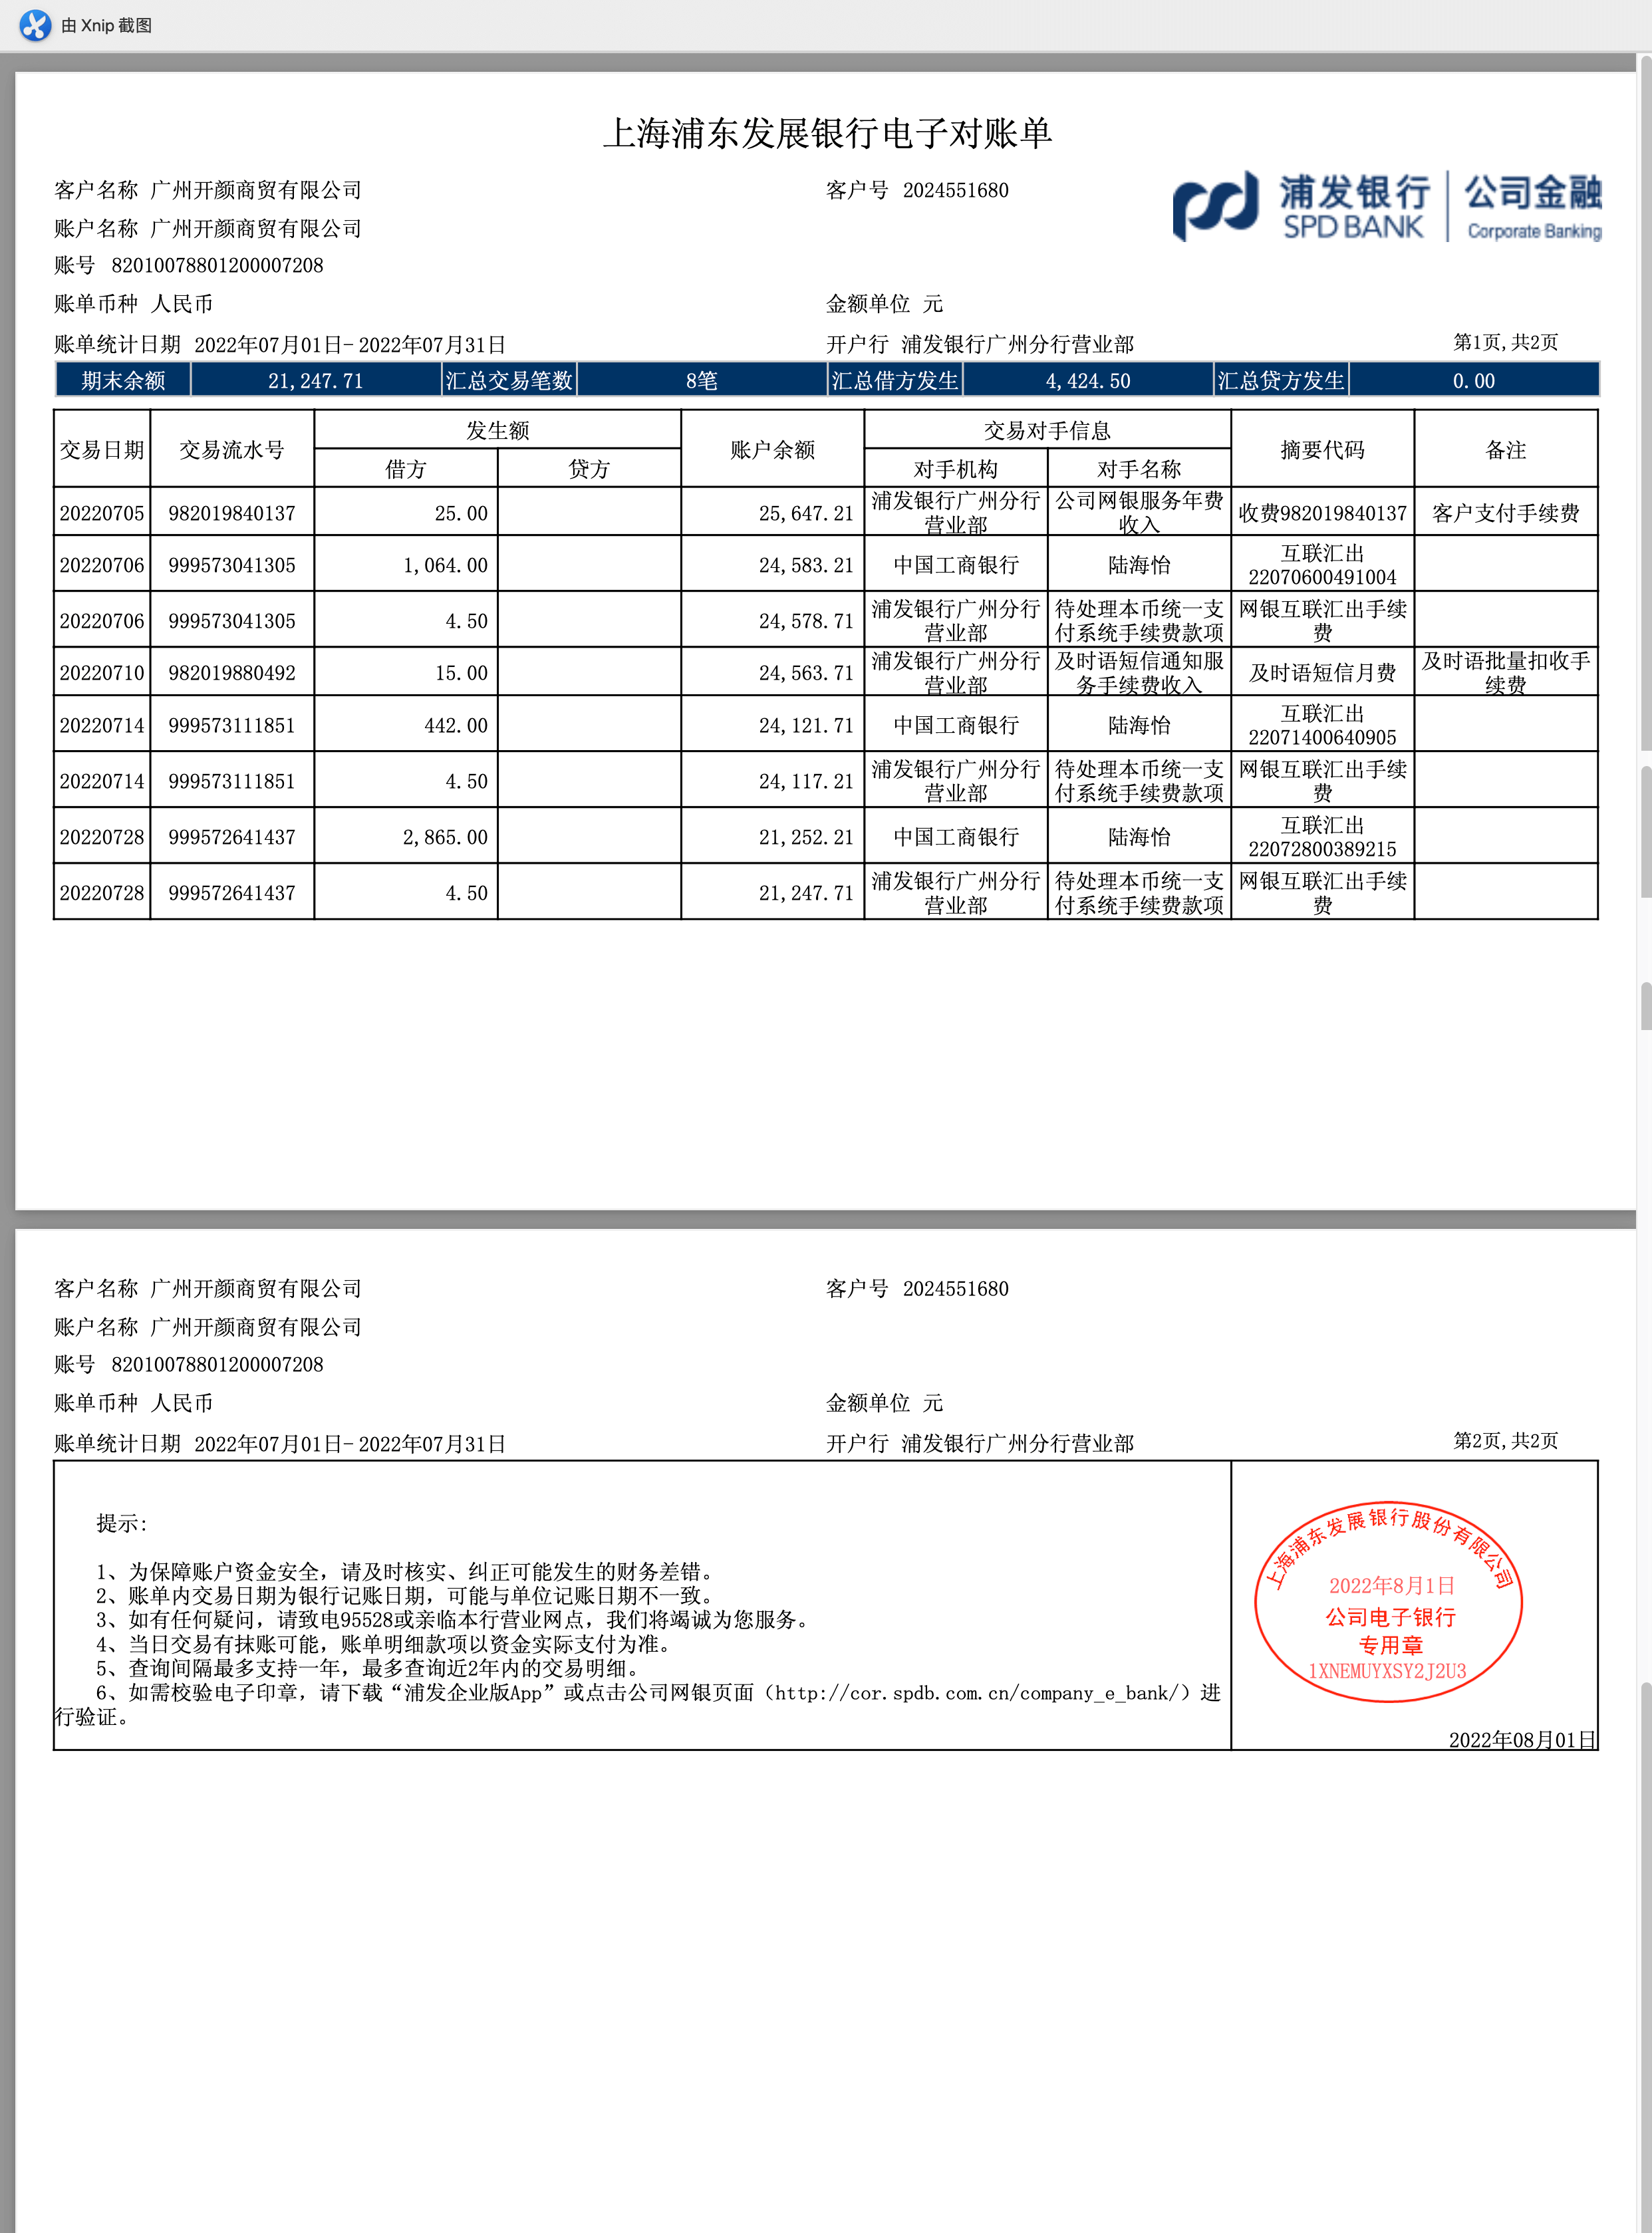 由 Xnip 截图
上海浦东发展银行电子对账单
客户名称 广州开颜商贸有限公司 客户号 2024551680
浦发银行 公司金融
SPD BANK Corporate Banking
账户名称 广州开颜商贸有限公司
账号 82010078801200007208
账单币种 人民币 金额单位 元
账单统计日期 2022年07月01日-2022年07月31日 开户行 浦发银行广州分行营业部 第1页,共2页
期末余额 21,247.71 汇总交易笔数 8笔 汇总借方发生 4,424.50 汇总贷方发生 0.00
交易日期 交易流水号 发生额 账户余额 交易对手信息 摘要代码 备注
借方 贷方 对手机构 对手名称
20220705 982019840137 25.00 25,647.21 浦发银行广州分行营业部 公司网银服务年费收入 收费982019840137 客户支付手续费
20220706 999573041305 1,064.00 24,583.21 中国工商银行 陆海怡 互联汇出22070600491004
20220706 999573041305 4.50 24,578.71 浦发银行广州分行营业部 待处理本币统一支付系统手续费款项 网银互联汇出手续费
20220710 982019880492 15.00 24,563.71 浦发银行广州分行营业部 及时语短信通知服务手续费收入 及时语短信月费 及时语批量扣收手续费
20220714 999573111851 442.00 24,121.71 中国工商银行 陆海怡 互联汇出22071400640905
20220714 999573111851 4.50 24,117.21 浦发银行广州分行营业部 待处理本币统一支付系统手续费款项 网银互联汇出手续费
20220728 999572641437 2,865.00 21,252.21 中国工商银行 陆海怡 互联汇出22072800389215
20220728 999572641437 4.50 21,247.71 浦发银行广州分行营业部 待处理本币统一支付系统手续费款项 网银互联汇出手续费
客户名称 广州开颜商贸有限公司 客户号 2024551680
账户名称 广州开颜商贸有限公司
账号 82010078801200007208
账单币种 人民币 金额单位 元
账单统计日期 2022年07月01日-2022年07月31日 开户行 浦发银行广州分行营业部 第2页,共2页
提示:
1、为保障账户资金安全，请及时核实、纠正可能发生的财务差错。
2、账单内交易日期为银行记账日期，可能与单位记账日期不一致。
3、如有任何疑问，请致电95528或亲临本行营业网点，我们将竭诚为您服务。
4、当日交易有抹账可能，账单明细款项以资金实际支付为准。
5、查询间隔最多支持一年，最多查询近2年内的交易明细。
6、如需校验电子印章，请下载“浦发企业版App”或点击公司网银页面（http://cor.spdb.com.cn/company_e_bank/）进
行验证。
上海浦东发展银行股份有限公司
2022年8月1日
公司电子银行
专用章
1XNEMUYXSY2J2U3
2022年08月01日